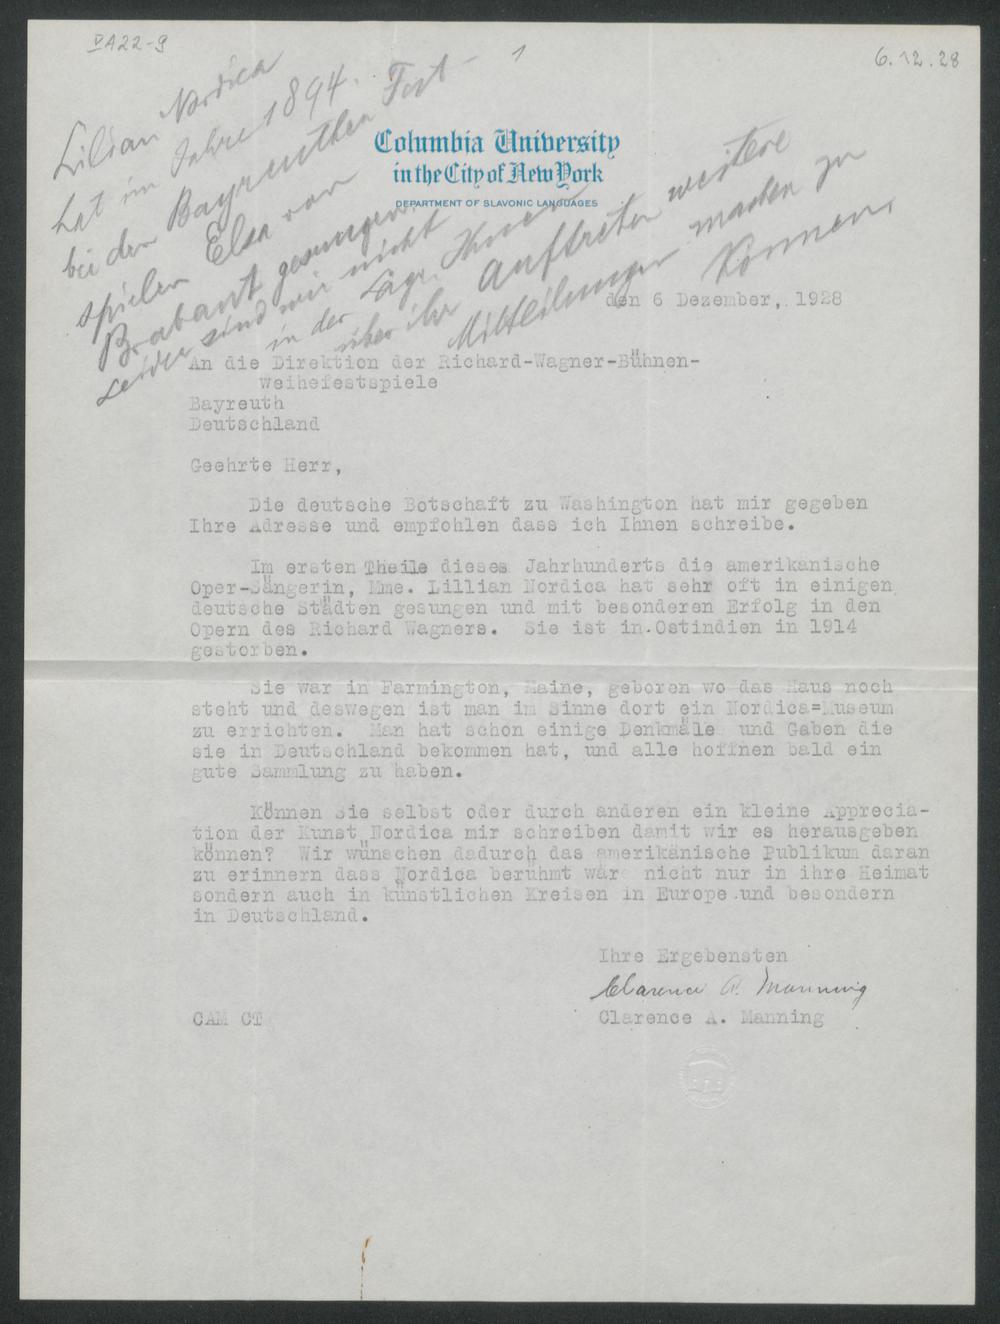 VA22-9
1
6.12.28
Lilian Nordica
hat im Jahre 1894
bei den Bayreuther Fest-
spielen Elsa von
Brabant gesungen.
Leider sind wir nicht
in der Lage, Ihnen
über ihr Auftreten weitere
Mitteilungen machen zu
können.
Columbia University
in the City of New York
DEPARTMENT OF SLAVONIC LANGUAGES
den 6 Dezember, 1928
An die Direktion der Richard-Wagner-Bühnen-
Weihefestspiele
Bayreuth
Deutschland
Geehrte Herr,
Die deutsche Botschaft zu Washington hat mir gegeben
Ihre Adresse und empfohlen dass ich Ihnen schreibe.
Im ersten Theile dieses Jahrhunderts die amerikänische
Oper-Sängerin, Mme. Lillian Nordica hat sehr oft in einigen
deutsche Städten gesungen und mit besonderen Erfolg in den
Opern des Richard Wagners. Sie ist in Ostindien in 1914
gestorben.
Sie war in Farmington, Maine, geboren wo das Haus noch
steht und deswegen ist man im Sinne dort ein Nordica=Museum
zu errichten. Man hat schon einige Denkmäle und Gaben die
sie in Deutschland bekommen hat, und alle hoffnen bald ein
gute Sammlung zu haben.
Können Sie selbst oder durch anderen ein kleine Apprecia-
tion der Kunst Nordica mir schreiben damit wir es herausgeben
können? Wir wünschen dadurch das amerikänische Publikum daran
zu erinnern dass Nordica berühmt war nicht nur in ihre Heimat
sondern auch in künstlichen Kreisen in Europe und besondern
in Deutschland.
Ihre Ergebensten
Clarence A. Manning
Clarence A. Manning
CAM CT